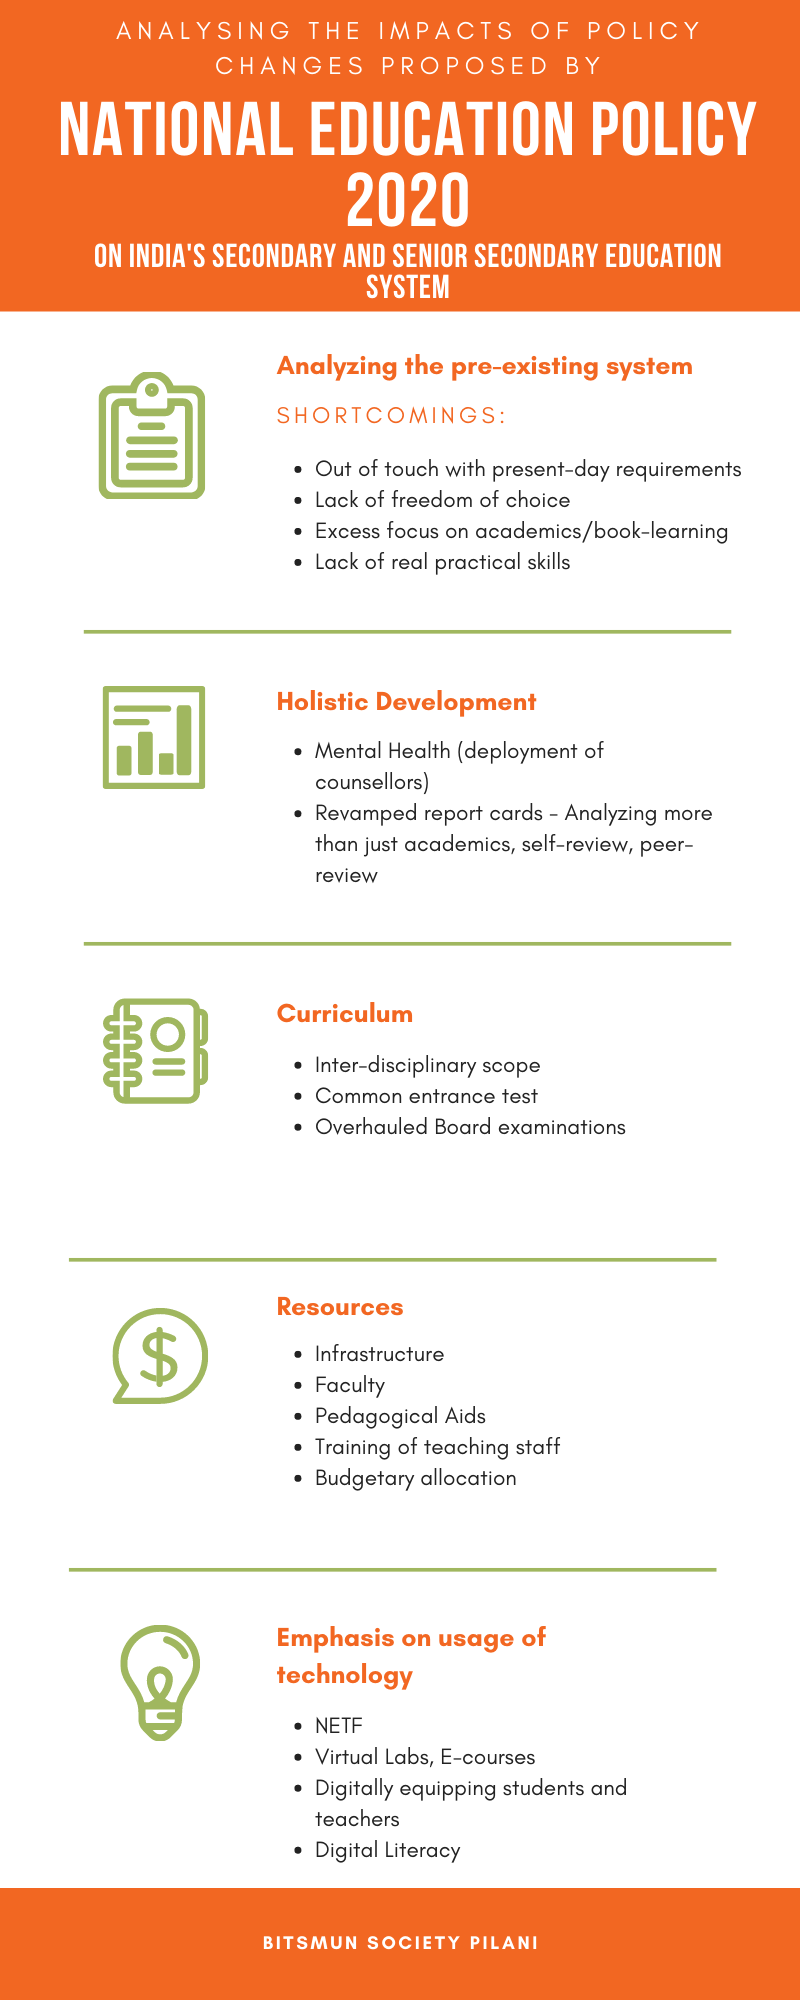 ANALYSING THE IMPACTS OF POLICY
CHANGES PROPOSED BY
NATIONAL EDUCATION POLICY
2020
ON INDIA'S SECONDARY AND SENIOR SECONDARY EDUCATION
SYSTEM
Analyzing the pre-existing system
SHORTCOMINGS:
• Out of touch with present-day requirements
• Lack of freedom of choice
• Excess focus on academics/book-learning
• Lack of real practical skills
Holistic Development
• Mental Health (deployment of
counsellors)
• Revamped report cards - Analyzing more
than just academics, self-review, peer-
review
Curriculum
• Inter-disciplinary scope
• Common entrance test
• Overhauled Board examinations
$
Resources
• Infrastructure
• Faculty
• Pedagogical Aids
• Training of teaching staff
• Budgetary allocation
Emphasis on usage of
technology
• NETF
• Virtual Labs, E-courses
• Digitally equipping students and
teachers
• Digital Literacy
BITSMUN SOCIETY PILANI